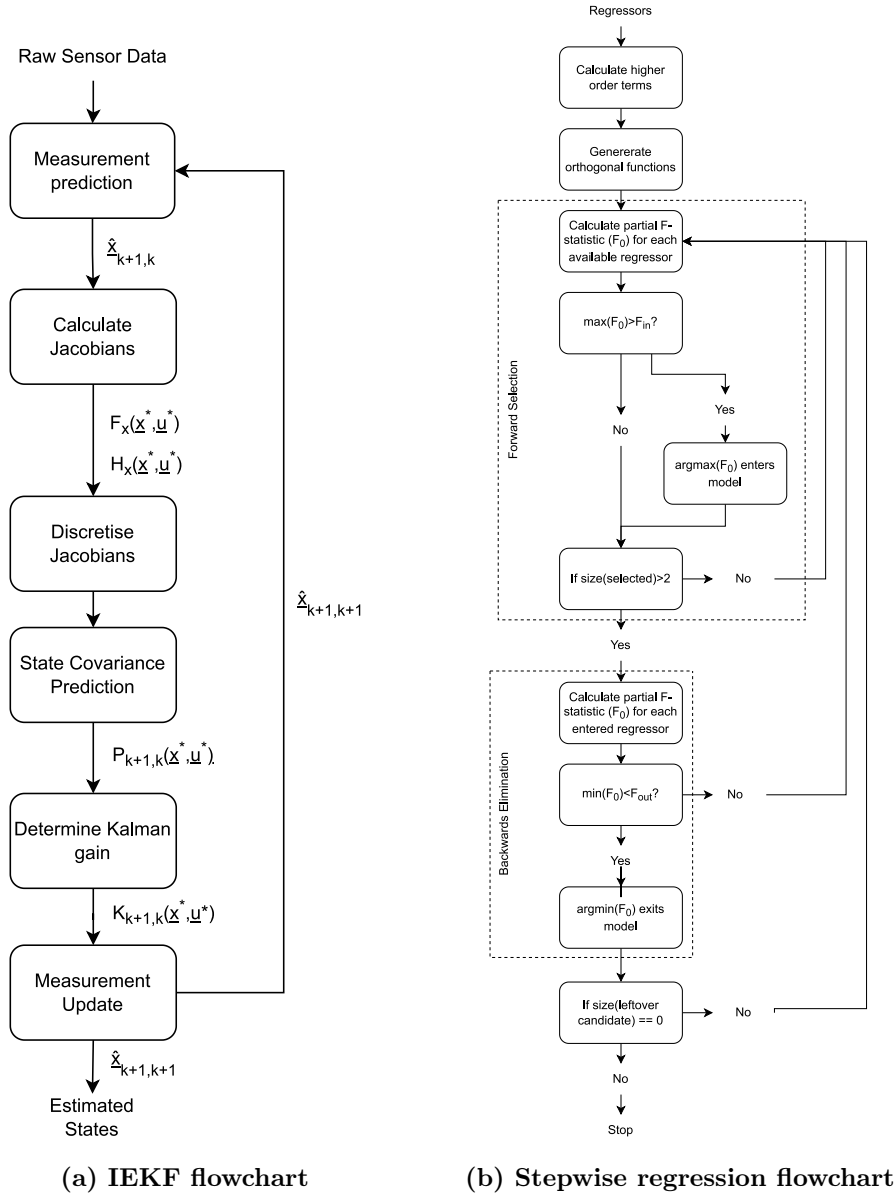 Raw Sensor Data
Measurement
prediction
x̂k+1,k
Calculate
Jacobians
Fx(x*,u*)
Hx(x*,u*)
Discretise
Jacobians
x̂k+1,k+1
State Covariance
Prediction
Pk+1,k(x*,u*)
Determine Kalman
gain
Kk+1,k(x*,u*)
Measurement
Update
x̂k+1,k+1
Estimated
States
(a) IEKF flowchart
Regressors
Calculate higher
order terms
Genererate
orthogonal functions
Forward Selection
Calculate partial F-
statistic (F0) for each
available regressor
max(F0)>Fin?
Yes
No
argmax(F0) enters
model
If size(selected)>2
No
Yes
Backwards Elimination
Calculate partial F-
statistic (F0) for each
entered regressor
min(F0)<Fout?
No
Yes
argmin(F0) exits
model
If size(leftover
candidate) == 0
No
No
Stop
(b) Stepwise regression flowchart